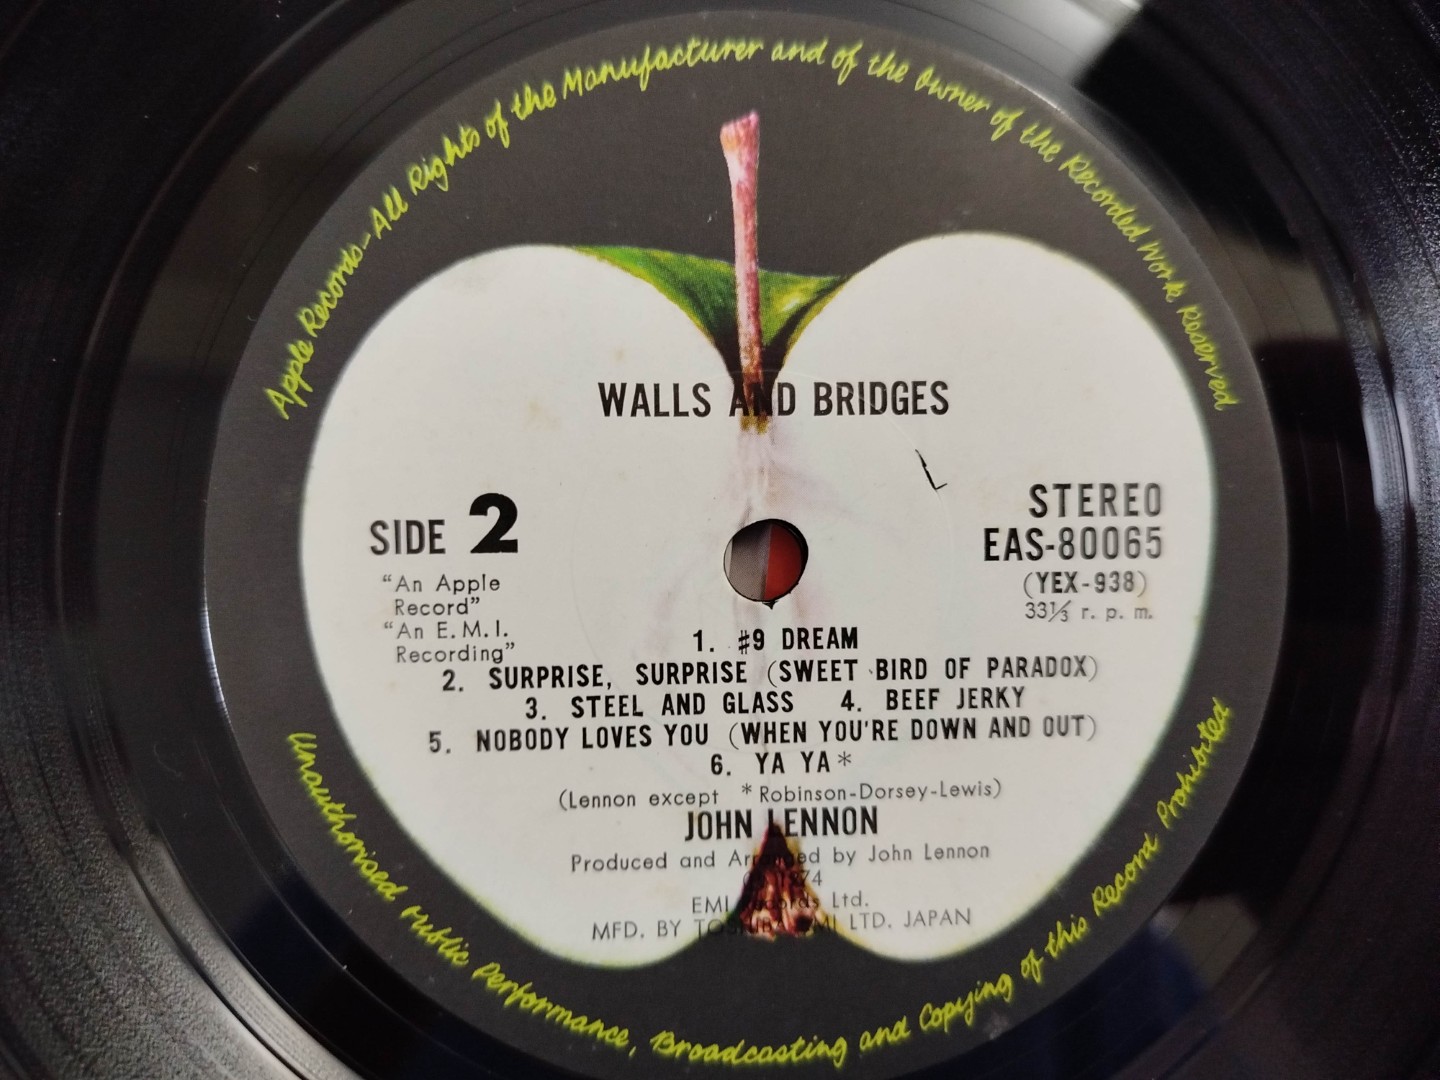 Apple Records-All Rights of the Manufacturer and of the Owner of the Recorded Work Reserved
WALLS AND BRIDGES
SIDE 2
"An Apple
Record"
"An E.M.I.
Recording"
STEREO
EAS-80065
(YEX-938)
33⅓ r. p. m.
1. #9 DREAM
2. SURPRISE, SURPRISE (SWEET BIRD OF PARADOX)
3. STEEL AND GLASS 4. BEEF JERKY
5. NOBODY LOVES YOU (WHEN YOU'RE DOWN AND OUT)
6. YA YA*
(Lennon except *Robinson-Dorsey-Lewis)
JOHN LENNON
Produced and Arranged by John Lennon
Ⓟ 1974
EMI Records Ltd.
MFD. BY TOSHIBA EMI LTD. JAPAN
Unauthorised Public Performance, Broadcasting and Copying of this Record Prohibited